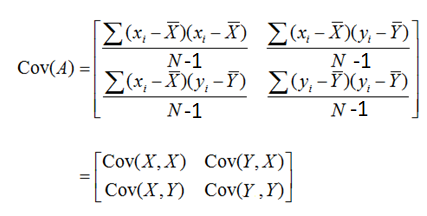 Cov(A) = [ ∑(xᵢ − X̄)(xᵢ − X̄) / N-1    ∑(xᵢ − X̄)(yᵢ − Ȳ) / N -1
∑(xᵢ − X̄)(yᵢ − Ȳ) / N-1    ∑(yᵢ − Ȳ)(yᵢ − Ȳ) / N -1 ]
= [ Cov(X, X)    Cov(Y, X)
Cov(X, Y)    Cov(Y , Y) ]